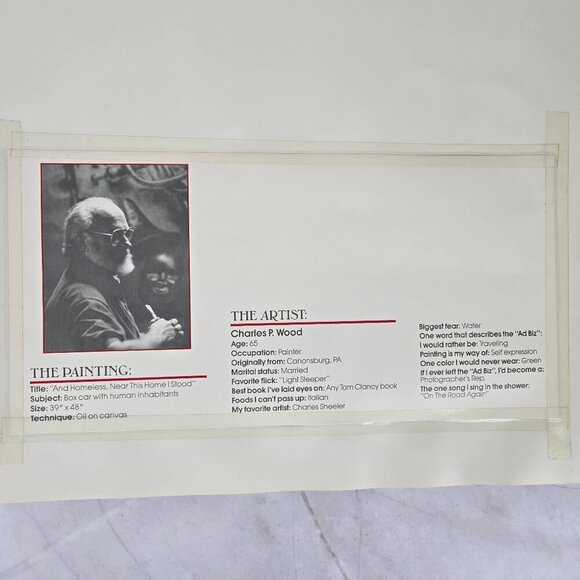 THE PAINTING:
Title: "And Homeless, Near This Home I Stood"
Subject: Box car with human inhabitants
Size: 39" x 48"
Technique: Oil on canvas
THE ARTIST:
Charles P. Wood
Age: 65
Occupation: Painter
Originally from: Canonsburg, PA
Marital status: Married
Favorite flick: "Light Sleeper"
Best book I've laid eyes on: Any Tom Clancy book
Foods I can't pass up: Italian
My favorite artist: Charles Sheeler
Biggest fear: Water
One word that describes the "Ad Biz":
I would rather be: Traveling
Painting is my way of: Self expression
One color I would never wear: Green
If I ever left the "Ad Biz", I'd become a:
Photographer's Rep.
The one song I sing in the shower:
"On The Road Again"